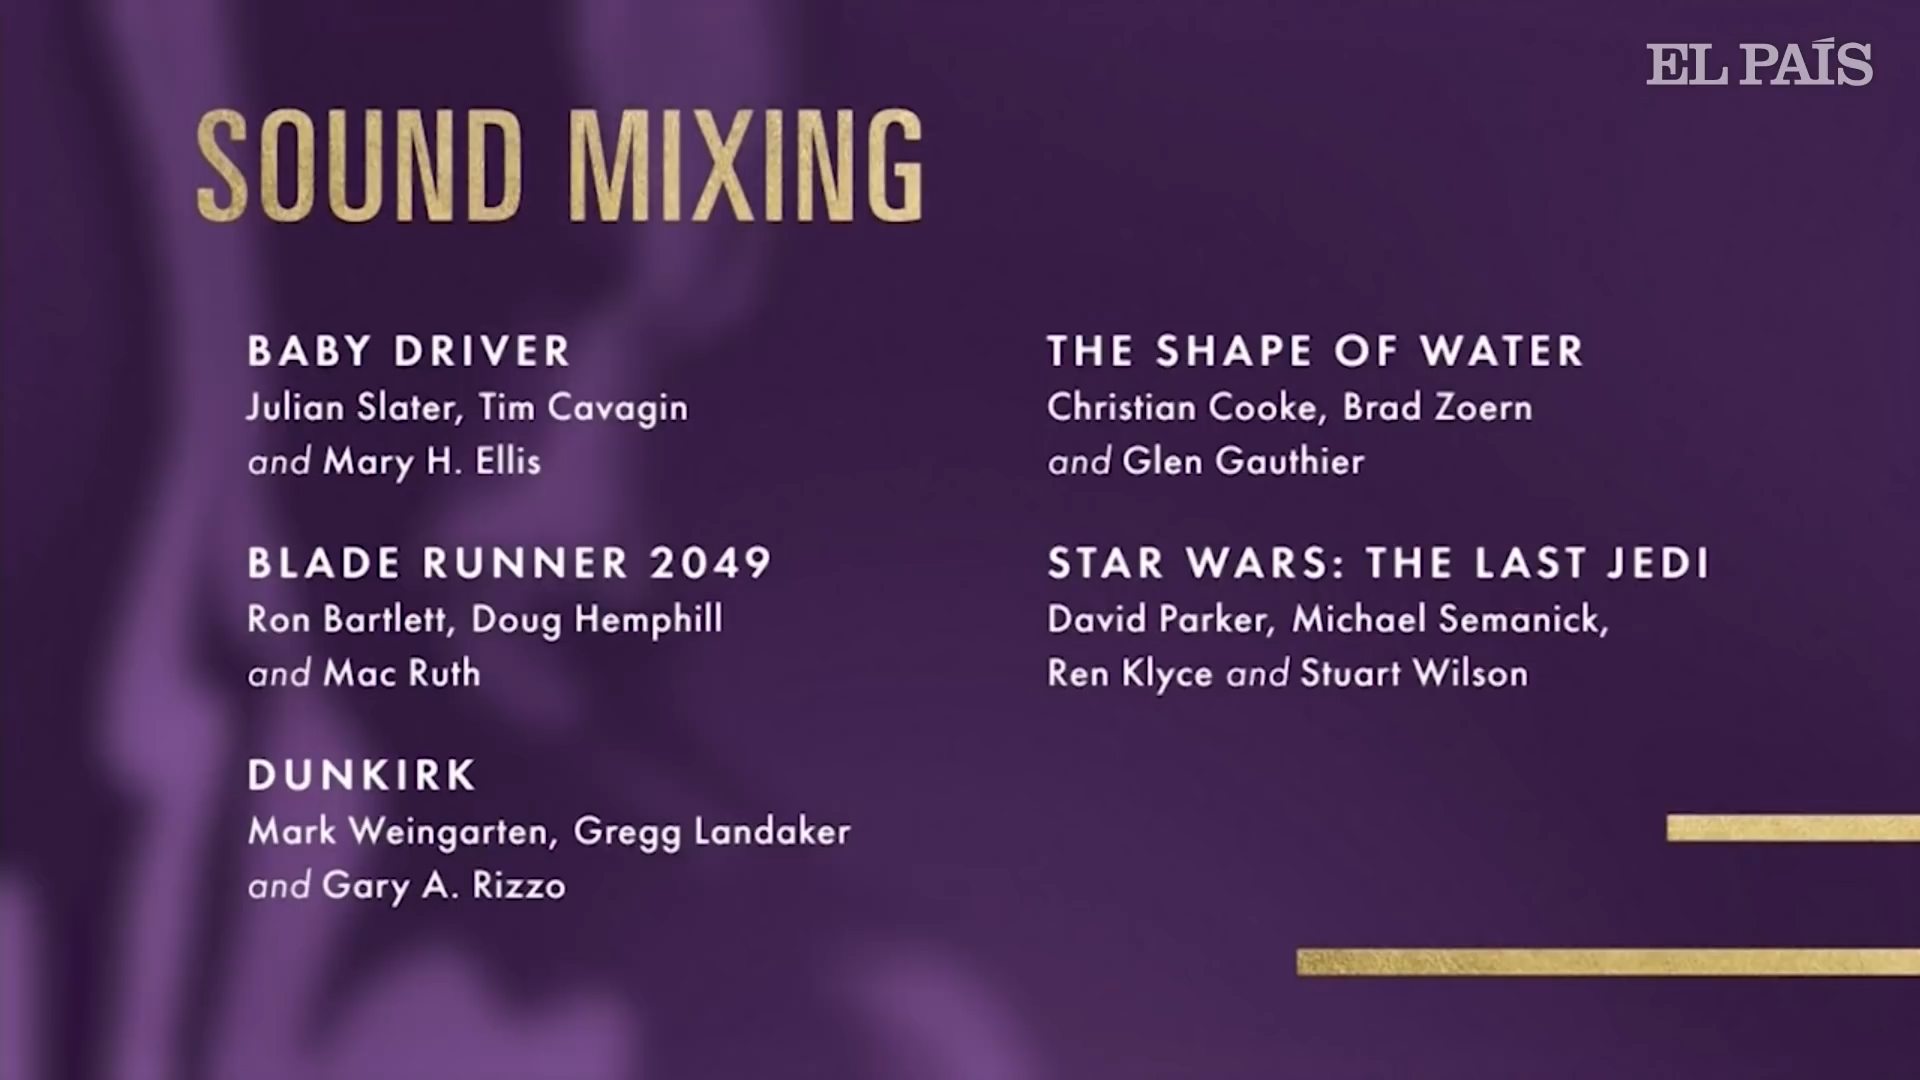 EL PAÍS
SOUND MIXING
BABY DRIVER
Julian Slater, Tim Cavagin
and Mary H. Ellis
BLADE RUNNER 2049
Ron Bartlett, Doug Hemphill
and Mac Ruth
DUNKIRK
Mark Weingarten, Gregg Landaker
and Gary A. Rizzo
THE SHAPE OF WATER
Christian Cooke, Brad Zoern
and Glen Gauthier
STAR WARS: THE LAST JEDI
David Parker, Michael Semanick,
Ren Klyce and Stuart Wilson